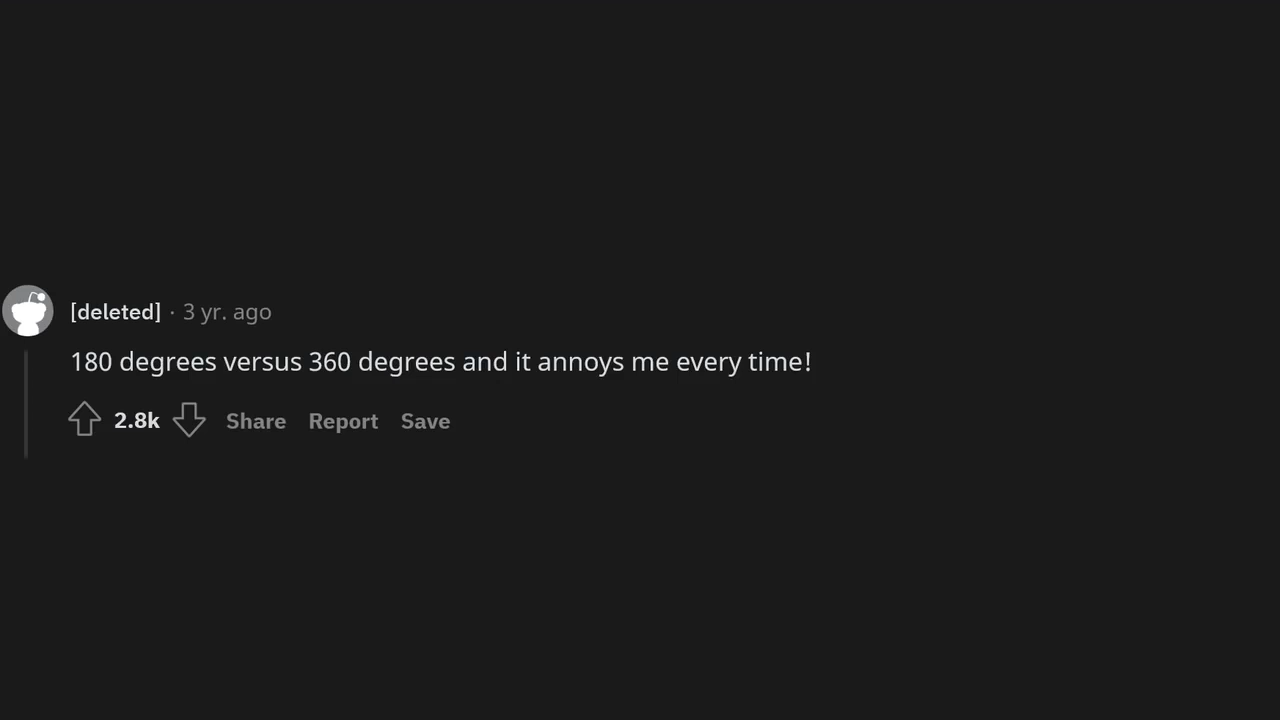 [deleted] · 3 yr. ago
180 degrees versus 360 degrees and it annoys me every time!
2.8k Share Report Save